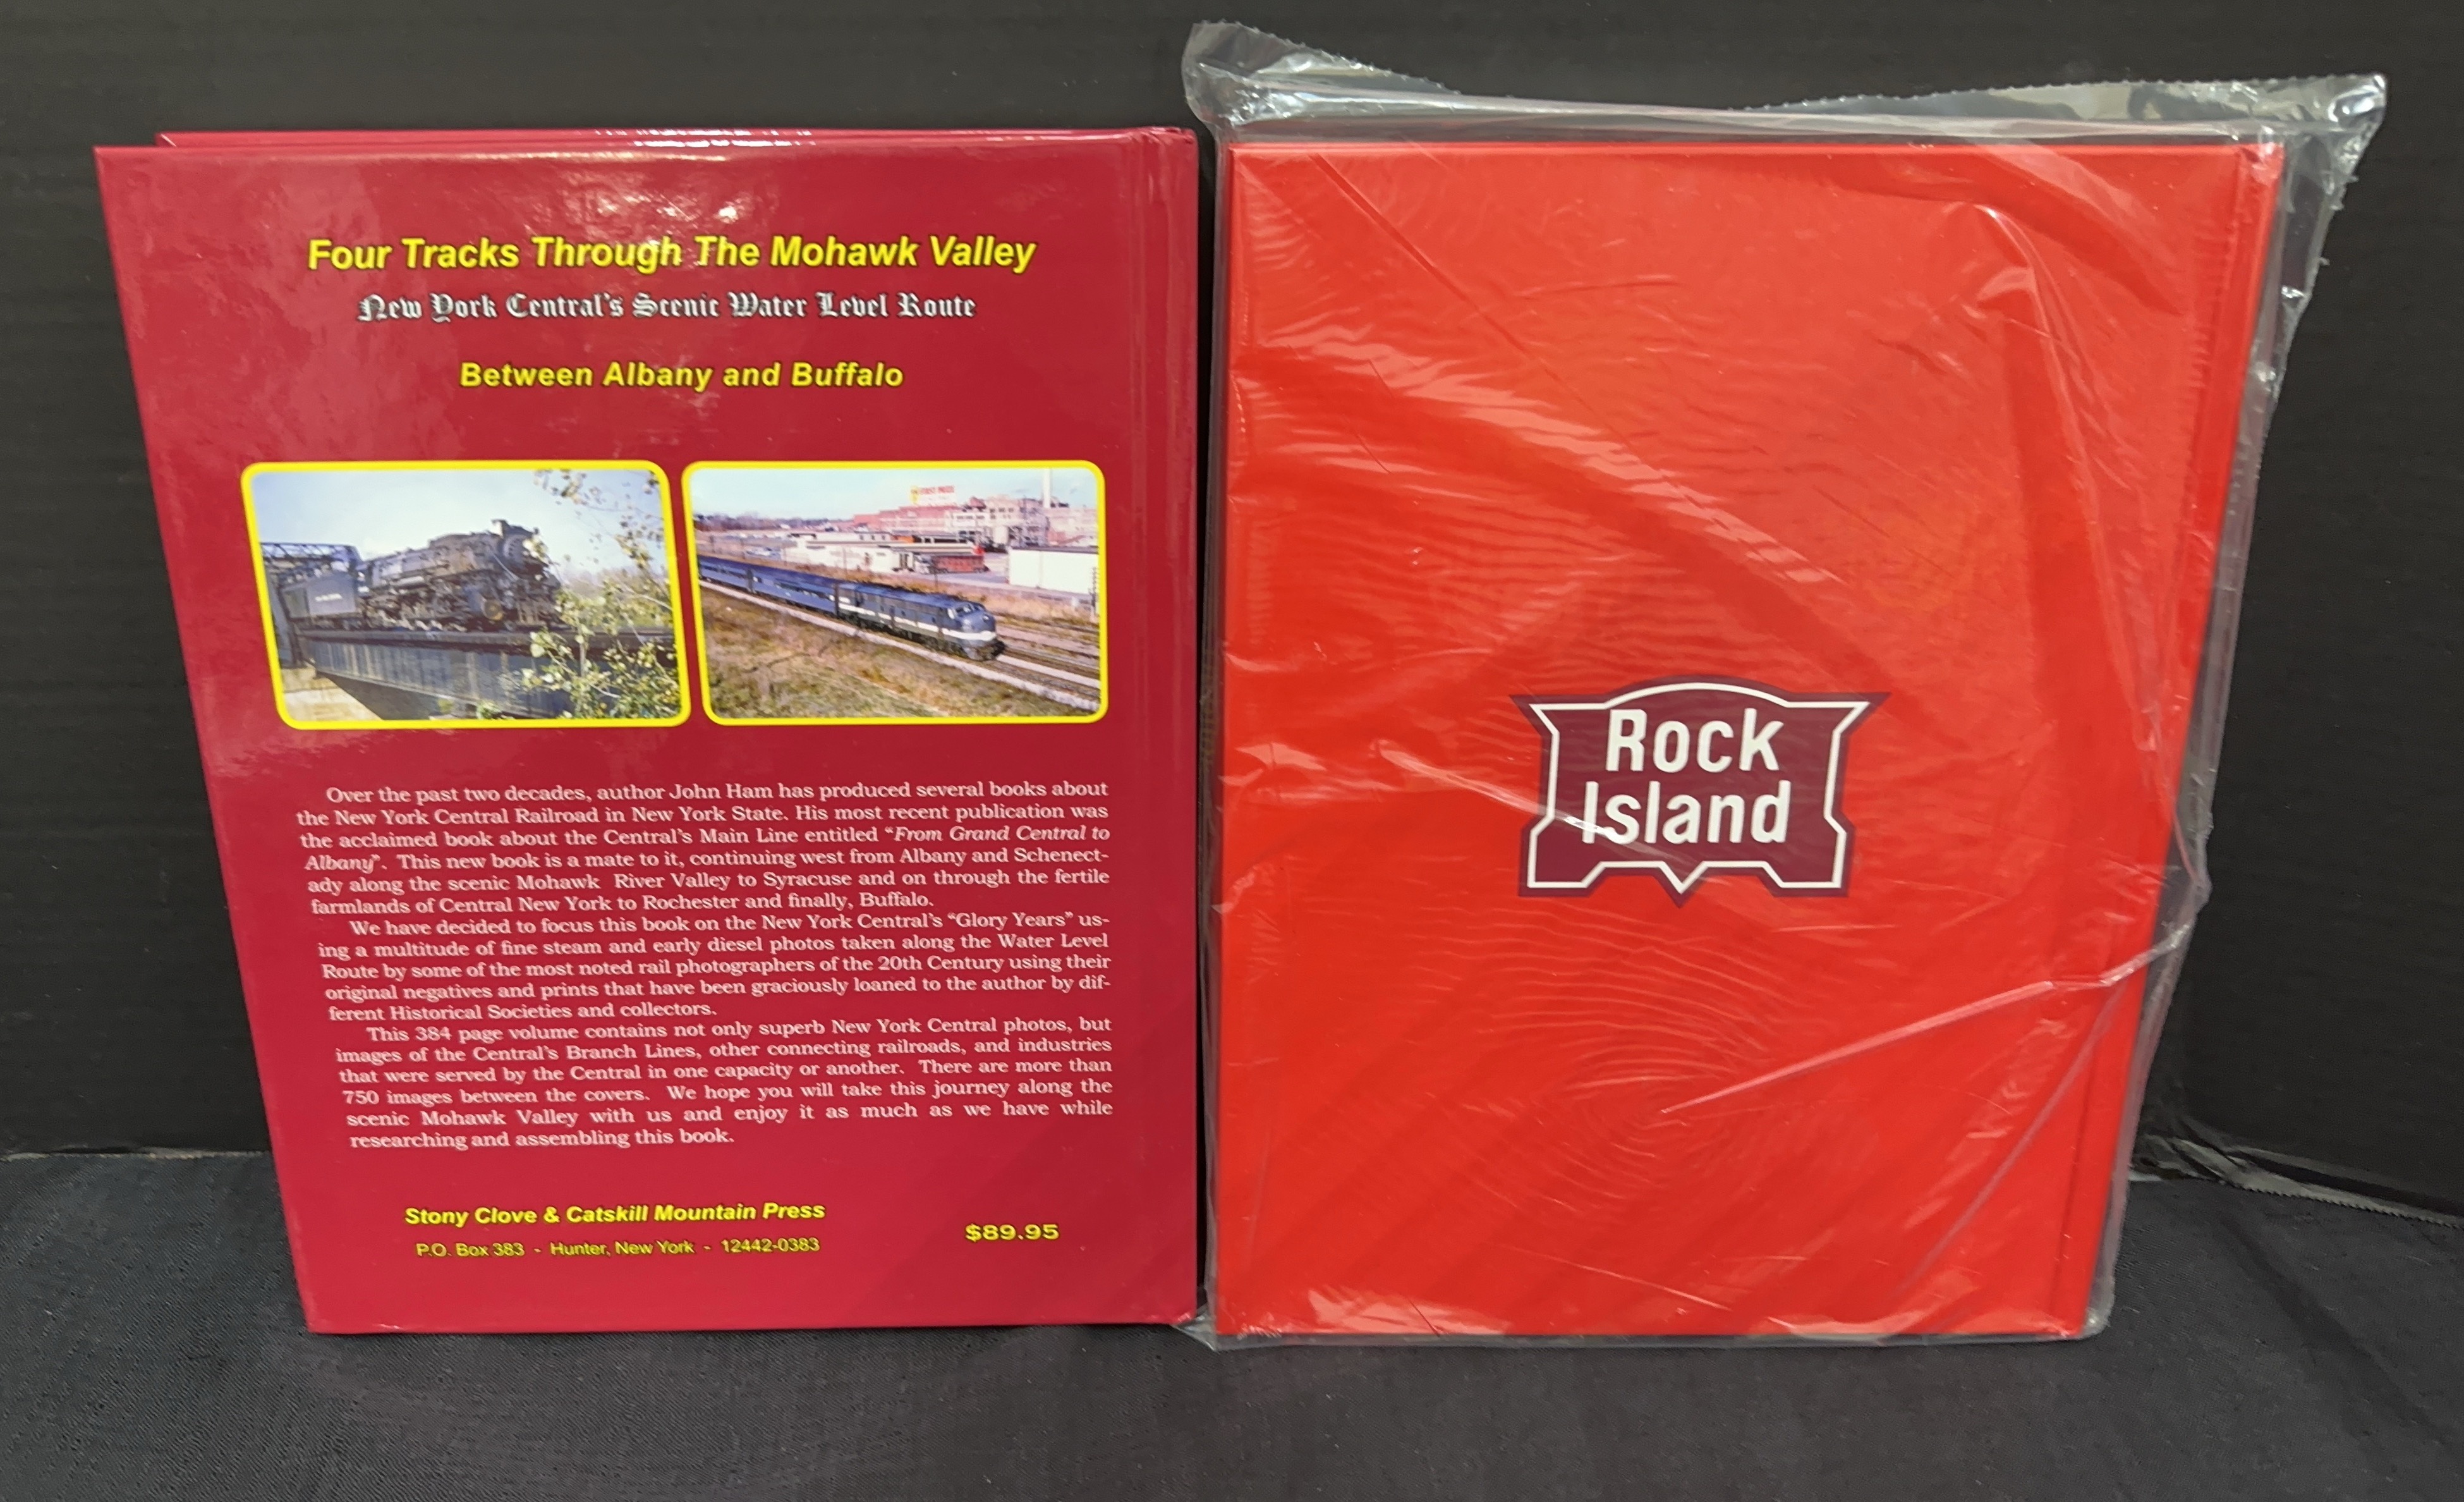 Four Tracks Through The Mohawk Valley
New York Central's Scenic Water Level Route
Between Albany and Buffalo
Over the past two decades, author John Ham has produced several books about
the New York Central Railroad in New York State. His most recent publication was
the acclaimed book about the Central's Main Line entitled "From Grand Central to
Albany". This new book is a mate to it, continuing west from Albany and Schenect-
ady along the scenic Mohawk River Valley to Syracuse and on through the fertile
farmlands of Central New York to Rochester and finally, Buffalo.
We have decided to focus this book on the New York Central's "Glory Years" us-
ing a multitude of fine steam and early diesel photos taken along the Water Level
Route by some of the most noted rail photographers of the 20th Century using their
original negatives and prints that have been graciously loaned to the author by dif-
ferent Historical Societies and collectors.
This 384 page volume contains not only superb New York Central photos, but
images of the Central's Branch Lines, other connecting railroads, and industries
that were served by the Central in one capacity or another. There are more than
750 images between the covers. We hope you will take this journey along the
scenic Mohawk Valley with us and enjoy it as much as we have while
researching and assembling this book.
Stony Clove & Catskill Mountain Press
P.O. Box 383 - Hunter, New York - 12442-0383
$89.95
Rock
Island